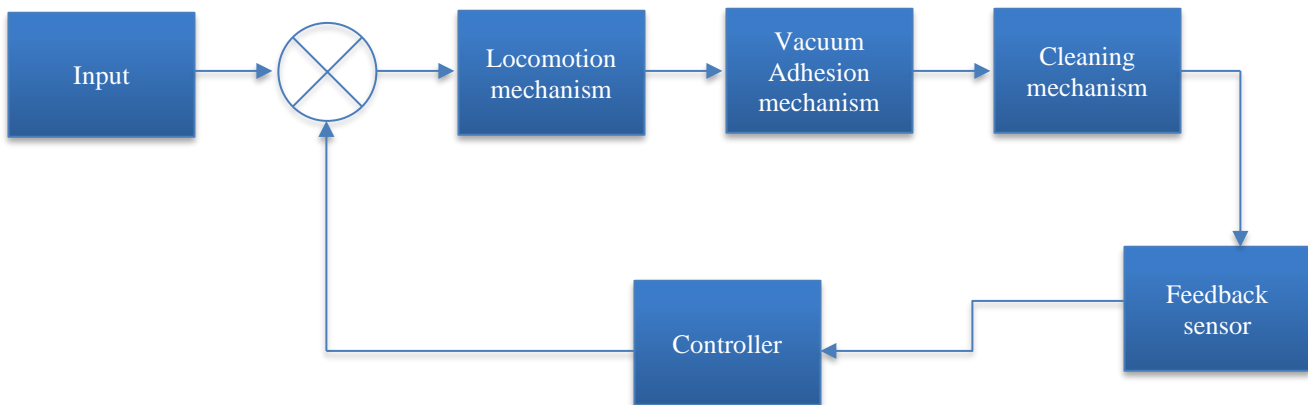 Input
Locomotion
mechanism
Vacuum
Adhesion
mechanism
Cleaning
mechanism
Feedback
sensor
Controller